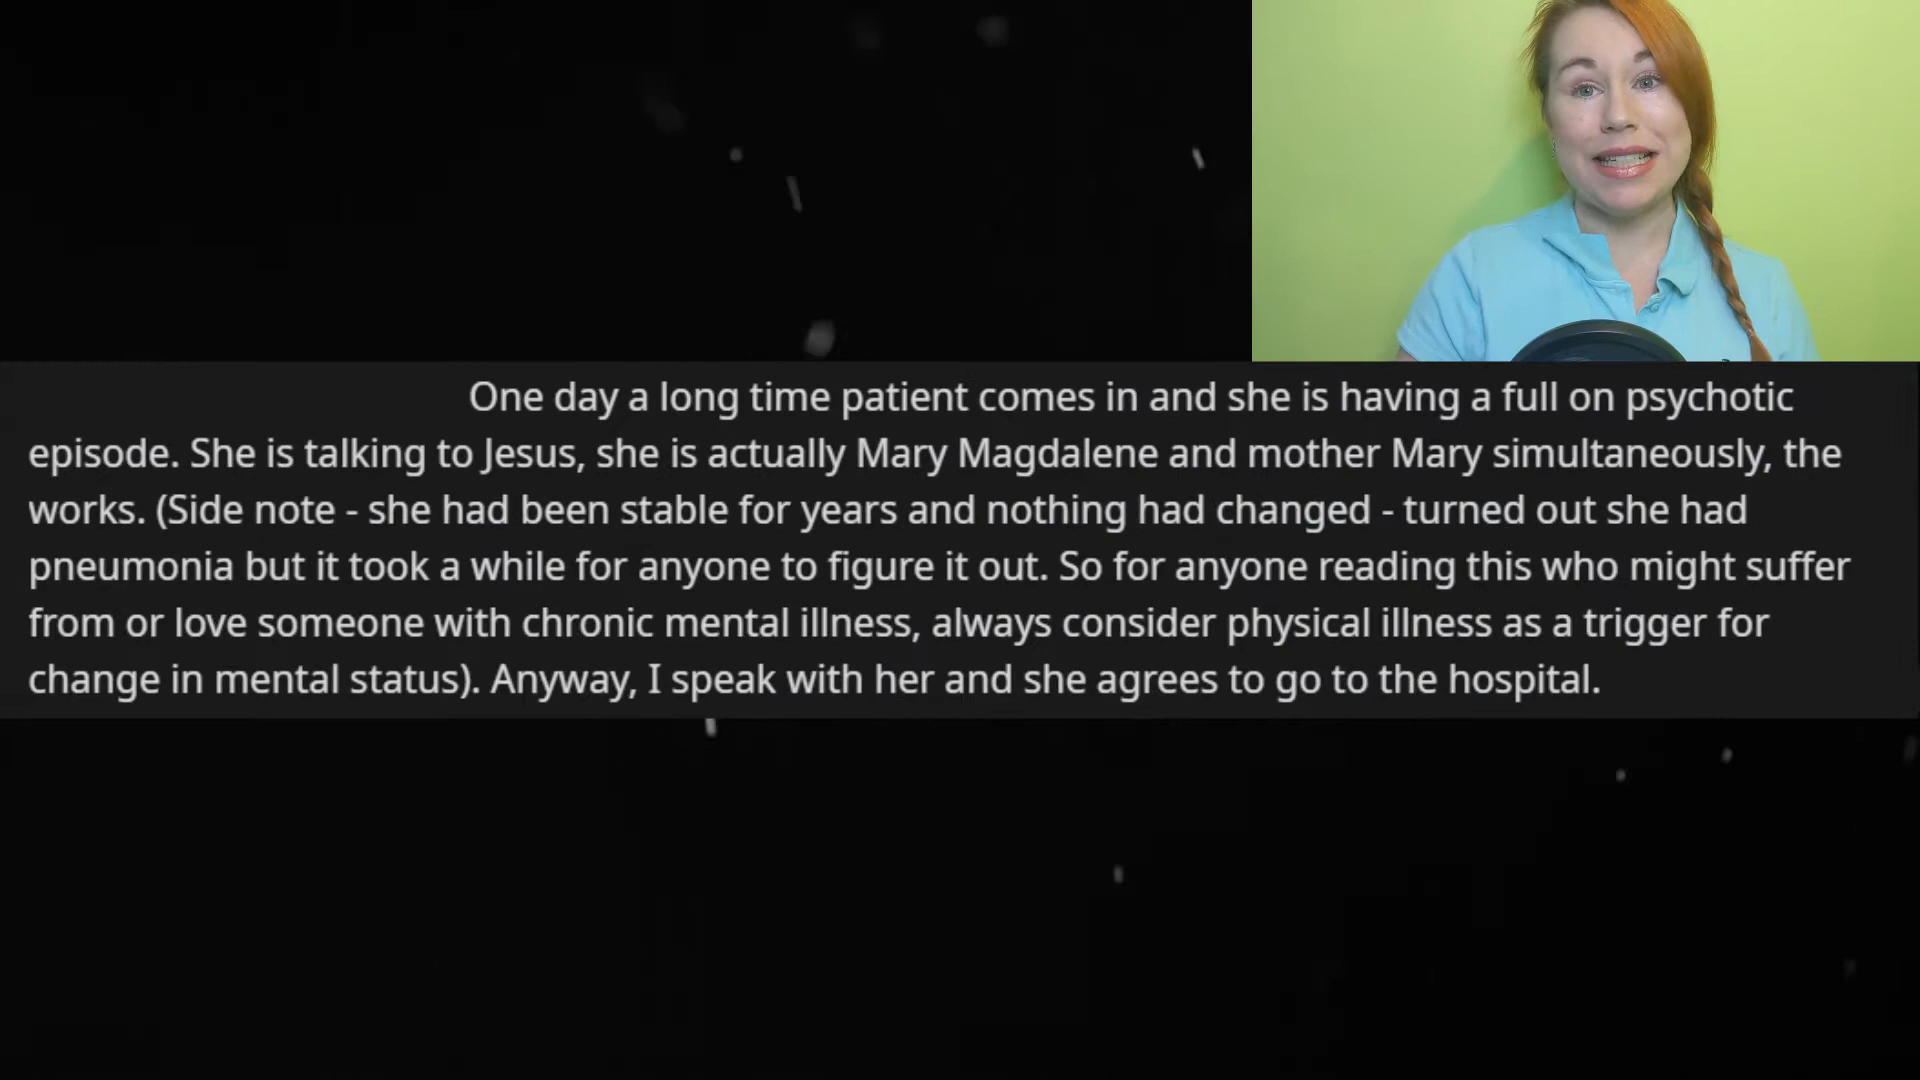 One day a long time patient comes in and she is having a full on psychotic
episode. She is talking to Jesus, she is actually Mary Magdalene and mother Mary simultaneously, the
works. (Side note - she had been stable for years and nothing had changed - turned out she had
pneumonia but it took a while for anyone to figure it out. So for anyone reading this who might suffer
from or love someone with chronic mental illness, always consider physical illness as a trigger for
change in mental status). Anyway, I speak with her and she agrees to go to the hospital.